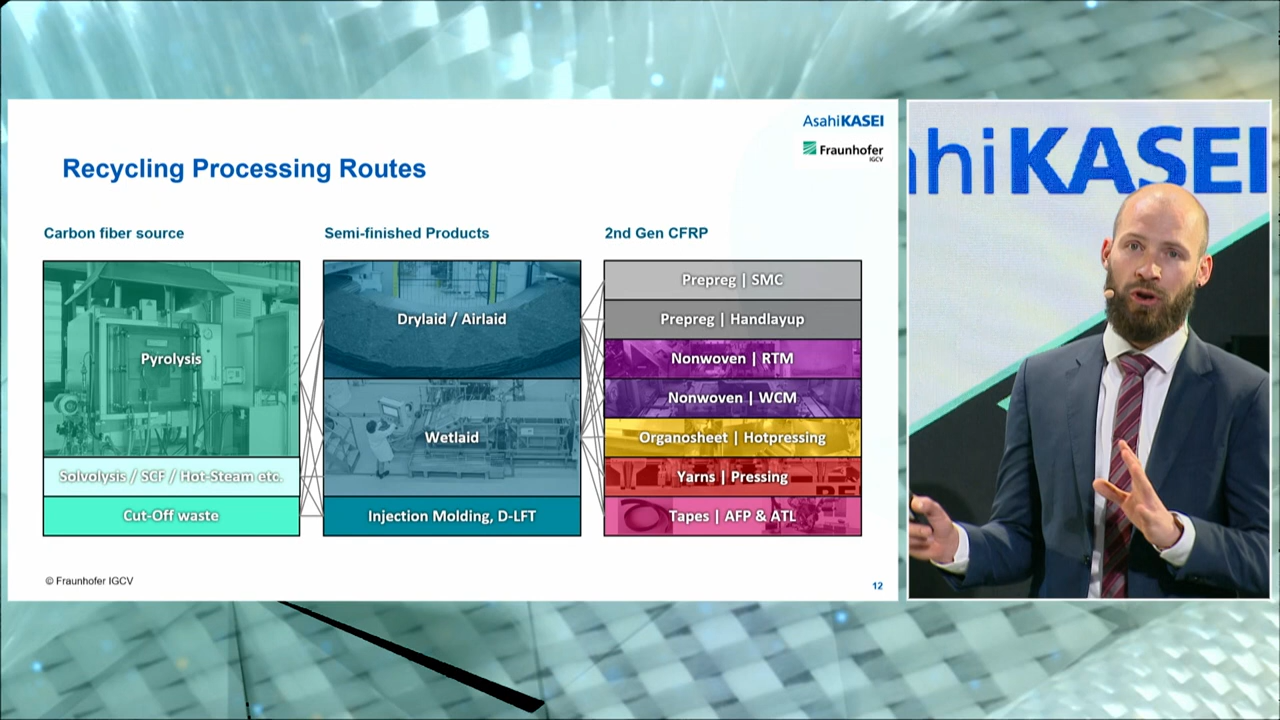 AsahiKASEI
Fraunhofer
IGCV
Recycling Processing Routes
Carbon fiber source
Semi-finished Products
2nd Gen CFRP
Pyrolysis
Solvolysis / SCF / Hot-Steam etc.
Cut-Off waste
Drylaid / Airlaid
Wetlaid
Injection Molding, D-LFT
Prepreg | SMC
Prepreg | Handlayup
Nonwoven | RTM
Nonwoven | WCM
Organosheet | Hotpressing
Yarns | Pressing
Tapes | AFP & ATL
© Fraunhofer IGCV
12
ahiKASEI